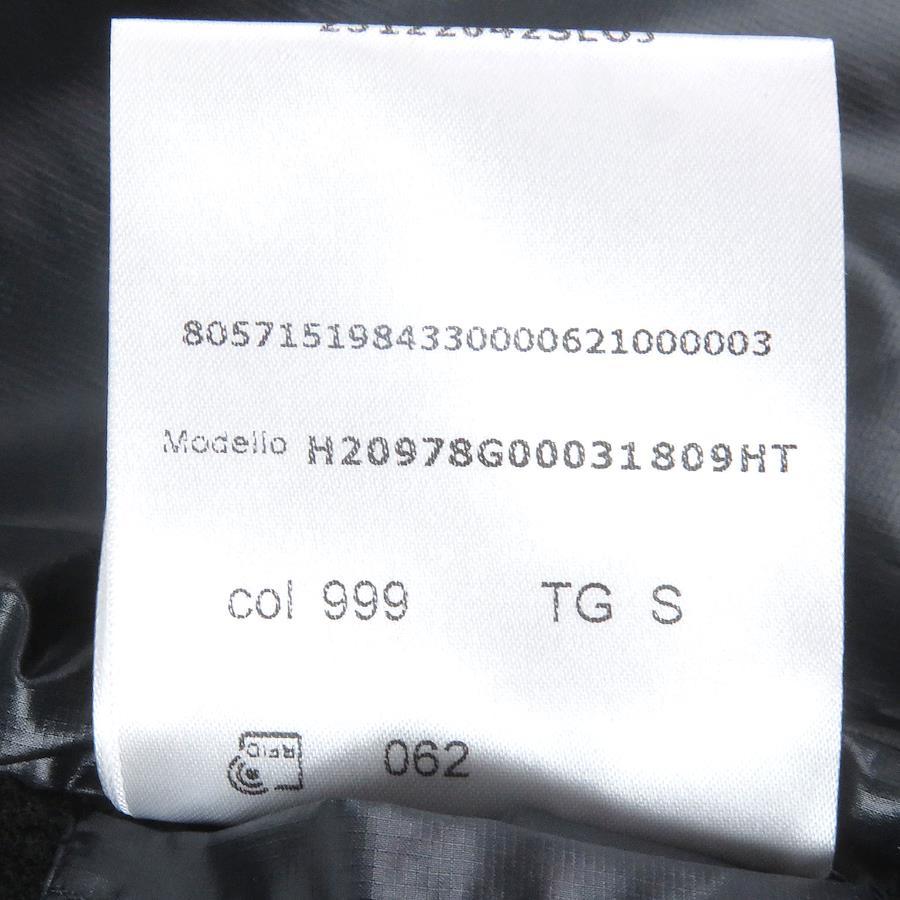 8057151984330000621000003
Modello H20978G00031809HT
col 999 TG S
RFID 062